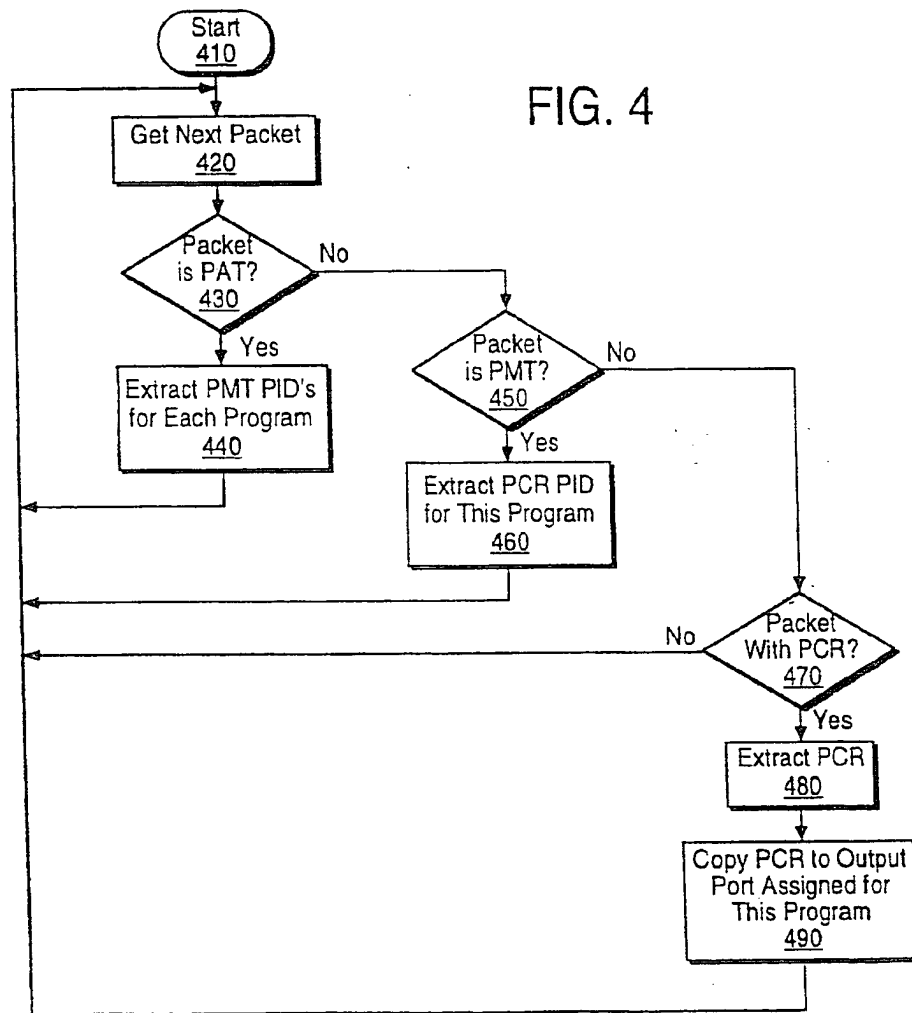 Start
410
FIG. 4
Get Next Packet
420
Packet
is PAT?
430
No
Yes
Extract PMT PID's
for Each Program
440
Packet
is PMT?
450
No
Yes
Extract PCR PID
for This Program
460
Packet
With PCR?
470
No
Yes
Extract PCR
480
Copy PCR to Output
Port Assigned for
This Program
490